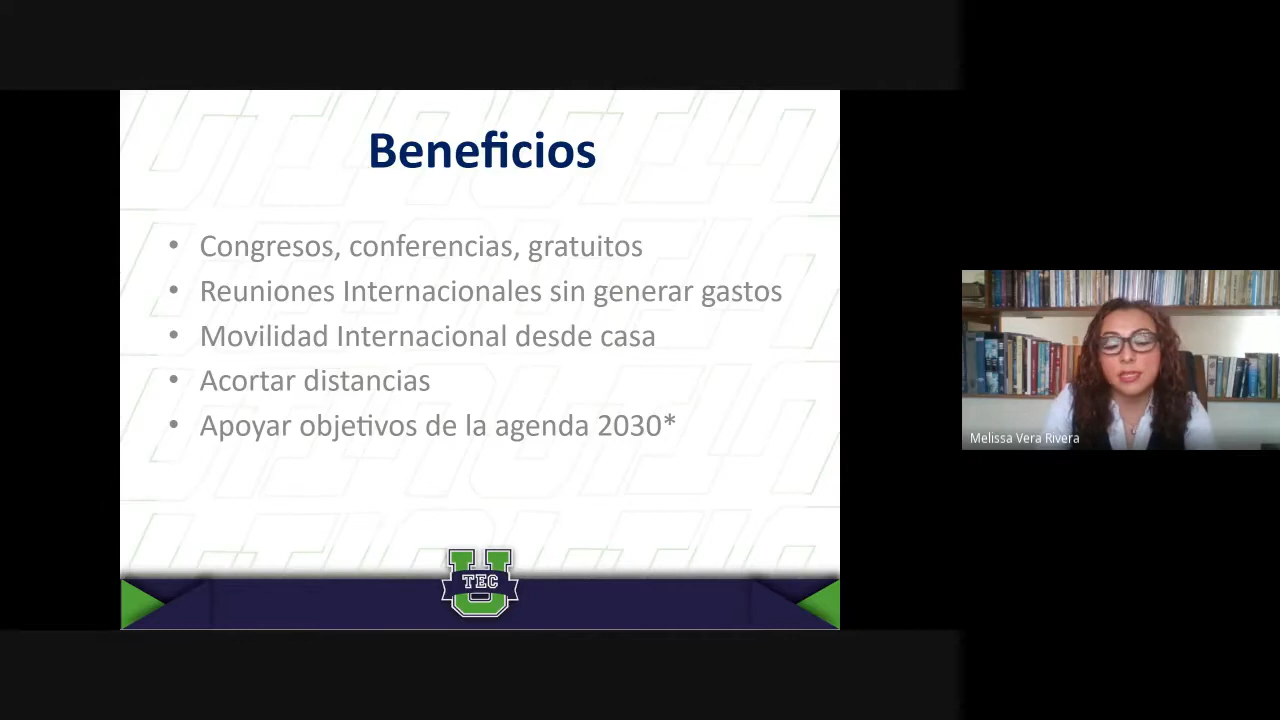 Beneficios
• Congresos, conferencias, gratuitos
• Reuniones Internacionales sin generar gastos
• Movilidad Internacional desde casa
• Acortar distancias
• Apoyar objetivos de la agenda 2030*
U
TEC
Melissa Vera Rivera